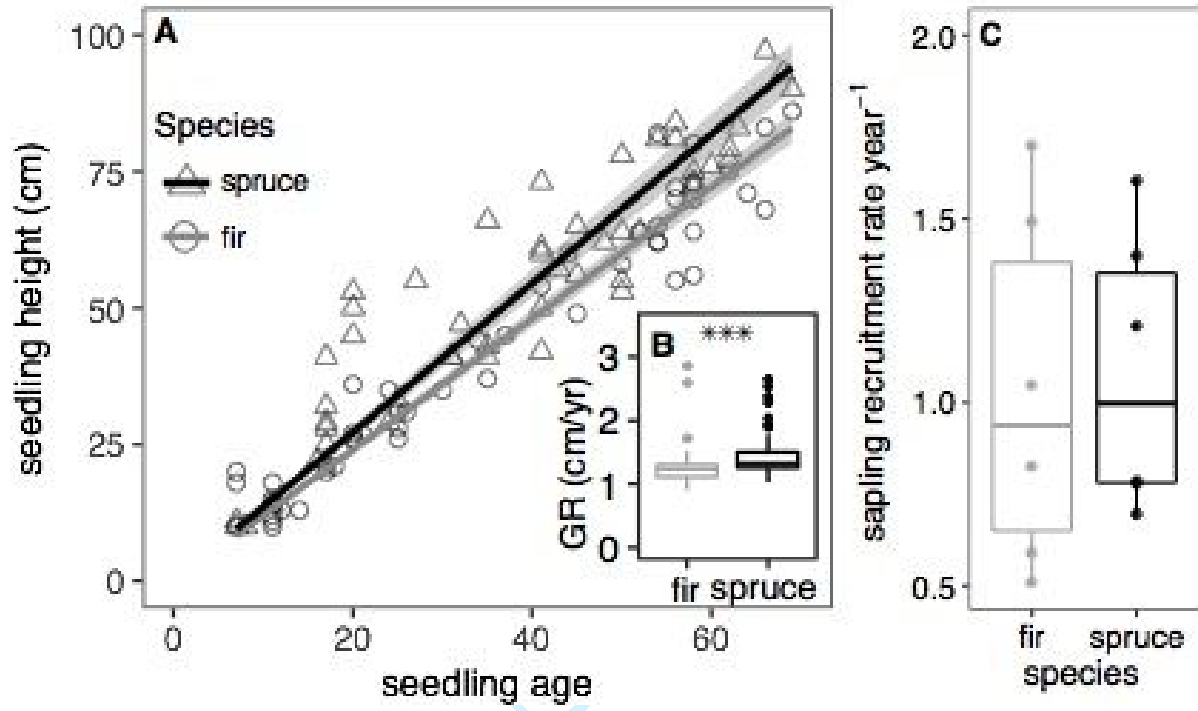 A
100
75
50
25
0
seedling height (cm)
Species
spruce
fir
0
20
40
60
seedling age
B
***
3
2
1
0
GR (cm/yr)
fir spruce
C
2.0
1.5
1.0
0.5
sapling recruitment rate year⁻¹
fir spruce
species